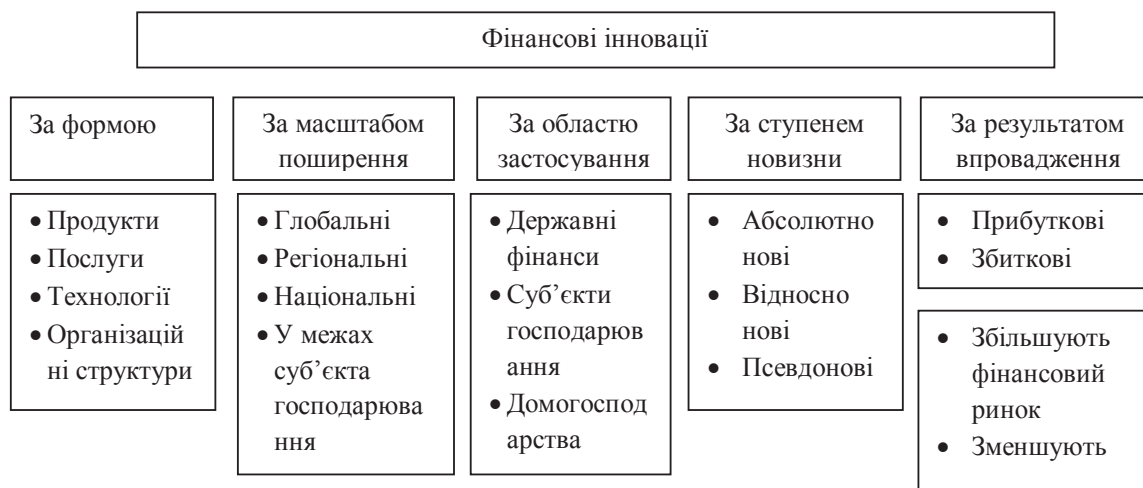 Фінансові інновації
За формою
За масштабом
поширення
За областю
застосування
За ступенем
новизни
За результатом
впровадження
• Продукти
• Послуги
• Технології
• Організацій
ні структури
• Глобальні
• Регіональні
• Національні
• У межах
суб’єкта
господарюва
ння
• Державні
фінанси
• Суб’єкти
господарюв
ання
• Домогоспод
арства
• Абсолютно
нові
• Відносно
нові
• Псевдонові
• Прибуткові
• Збиткові
• Збільшують
фінансовий
ринок
• Зменшують